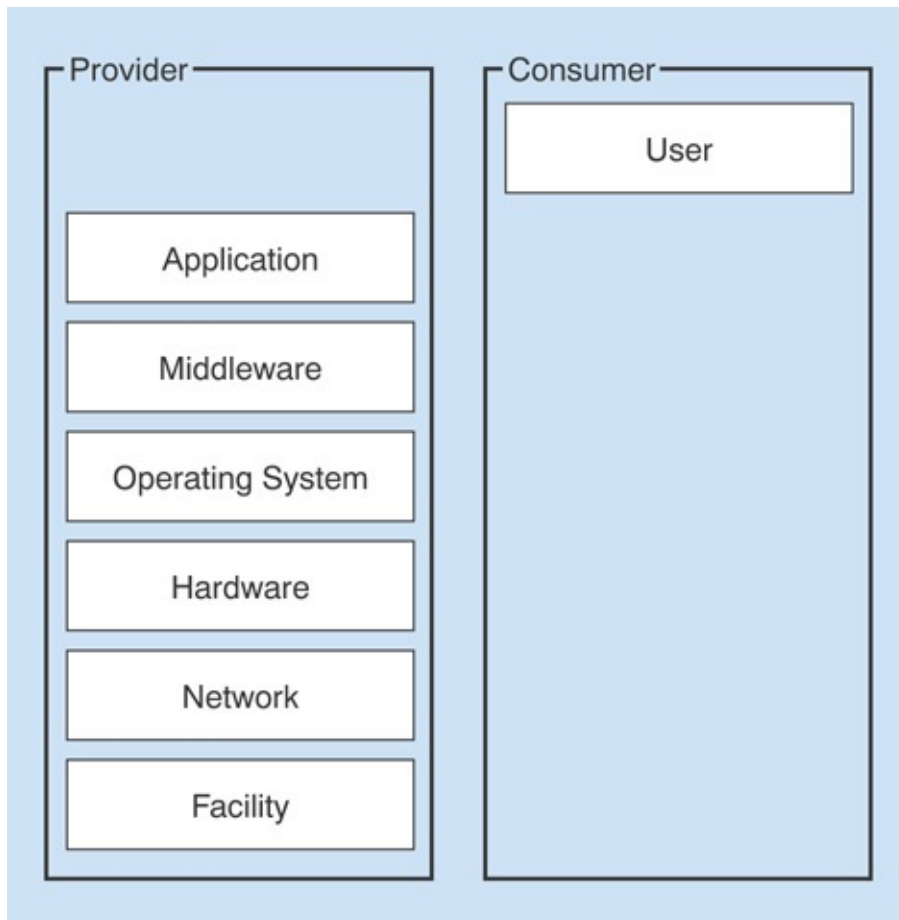 Provider
Application
Middleware
Operating System
Hardware
Network
Facility
Consumer
User